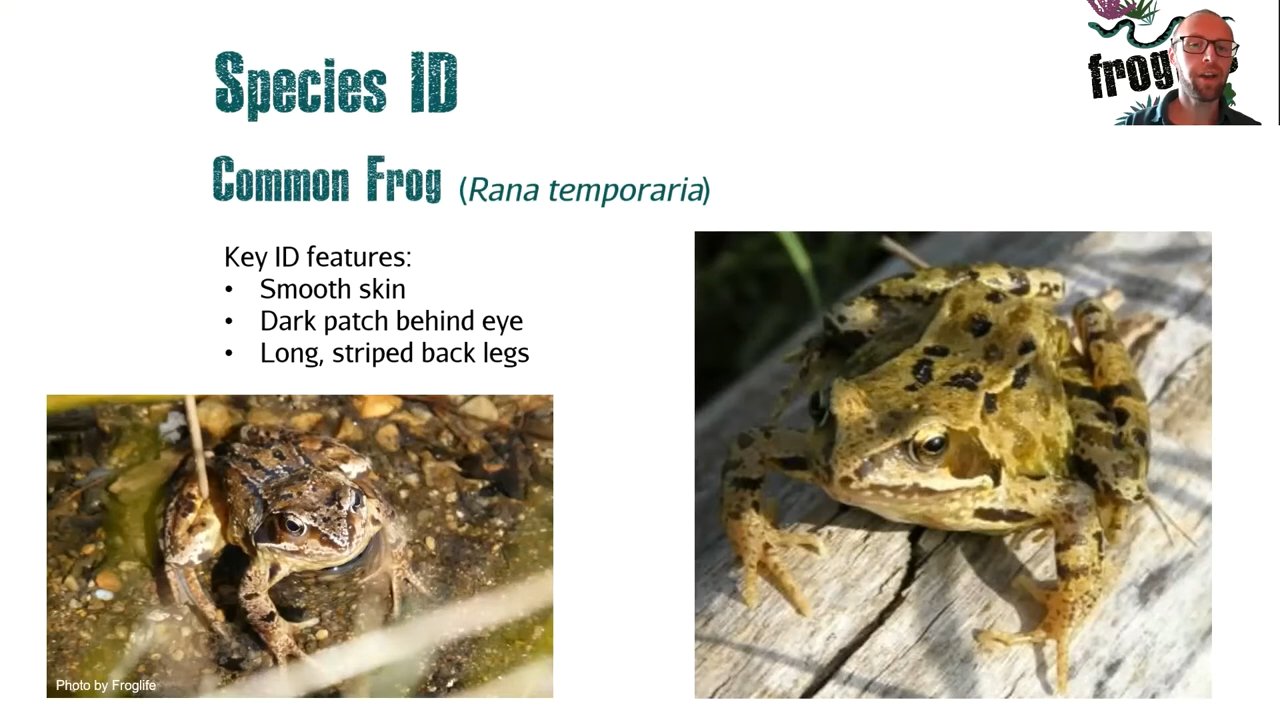 Species ID
frog
Common Frog (Rana temporaria)
Key ID features:
• Smooth skin
• Dark patch behind eye
• Long, striped back legs
Photo by Froglife